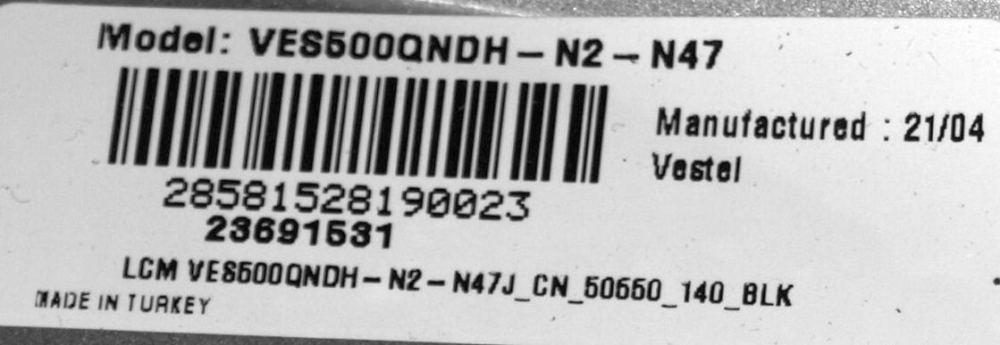 Model: VES500QNDH-N2-N47
Manufactured : 21/04
Vestel
28581528190023
23691531
LCM VES500QNDH-N2-N47J_CN_50550_140_BLK
MADE IN TURKEY